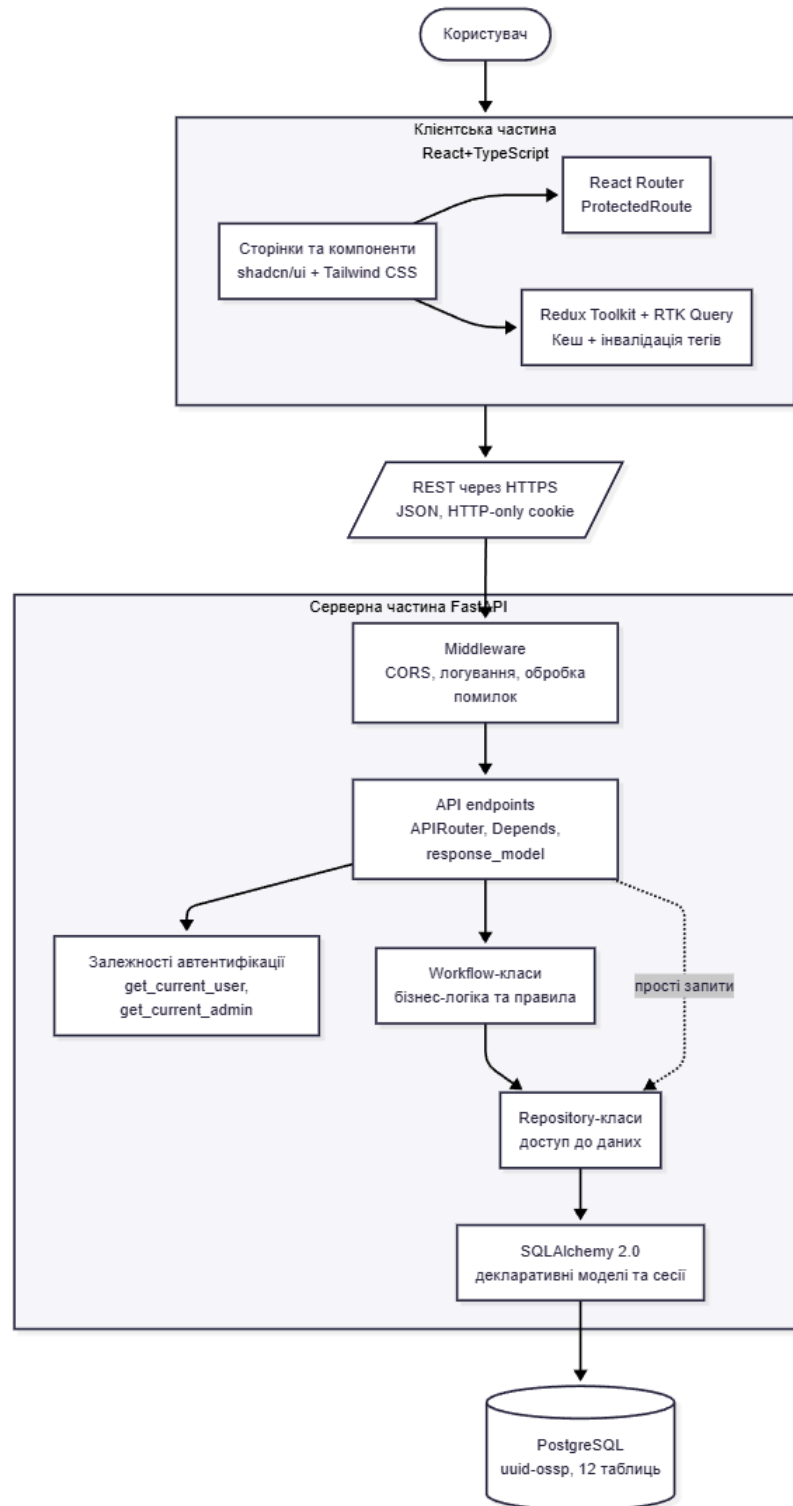 Користувач
Клієнтська частина
React+TypeScript
React Router
ProtectedRoute
Сторінки та компоненти
shadcn/ui + Tailwind CSS
Redux Toolkit + RTK Query
Кеш + інвалідація тегів
REST через HTTPS
JSON, HTTP-only cookie
Серверна частина FastAPI
Middleware
CORS, логування, обробка
помилок
API endpoints
APIRouter, Depends,
response_model
Залежності автентифікації
get_current_user,
get_current_admin
Workflow-класи
бізнес-логіка та правила
прості запити
Repository-класи
доступ до даних
SQLAlchemy 2.0
декларативні моделі та сесії
PostgreSQL
uuid-ossp, 12 таблиць